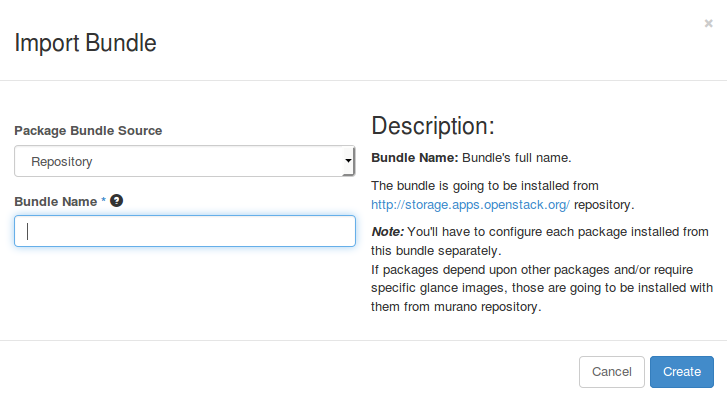 ×
Import Bundle
Package Bundle Source
Repository
Bundle Name *
Description:
Bundle Name: Bundle's full name.
The bundle is going to be installed from
http://storage.apps.openstack.org/ repository.
Note: You'll have to configure each package installed from
this bundle separately.
If packages depend upon other packages and/or require
specific glance images, those are going to be installed with
them from murano repository.
Cancel
Create